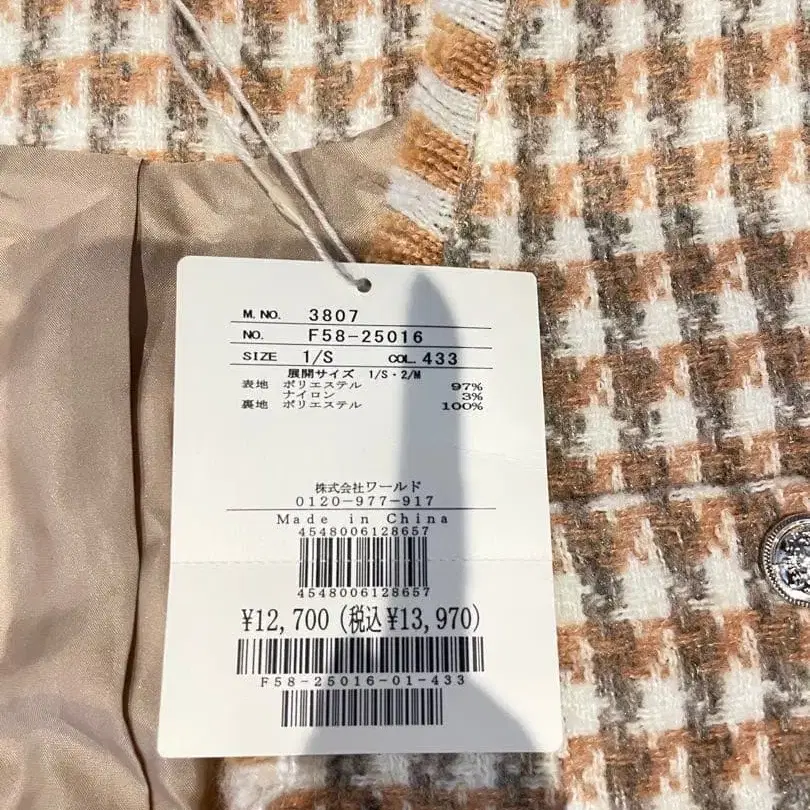 M.NO. 3807
NO. F58-25016
SIZE 1/S COL. 433
展開サイズ 1/S・2/M
表地 ポリエステル 97%
ナイロン 3%
裏地 ポリエステル 100%
株式会社ワールド
0120-977-917
Made in China
4548006128657
4548006128657
¥12,700(税込¥13,970)
F58-25016-01-433